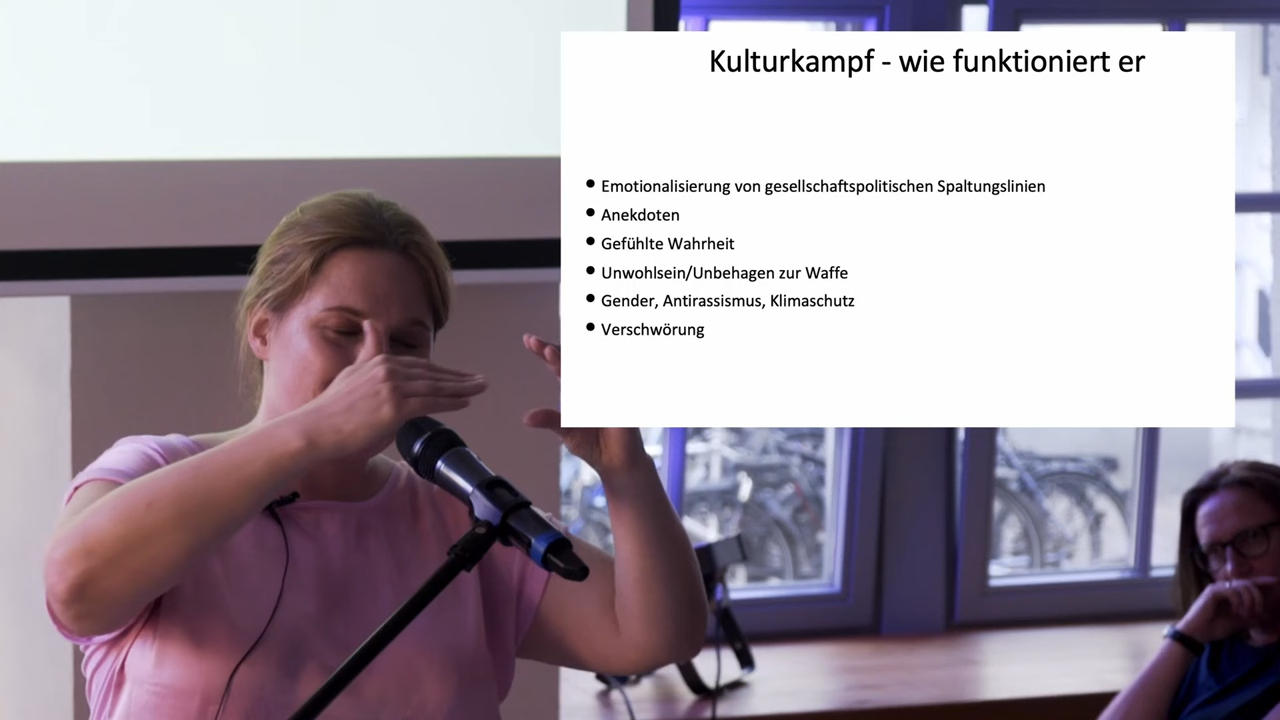 Kulturkampf - wie funktioniert er
• Emotionalisierung von gesellschaftspolitischen Spaltungslinien
• Anekdoten
• Gefühlte Wahrheit
• Unwohlsein/Unbehagen zur Waffe
• Gender, Antirassismus, Klimaschutz
• Verschwörung